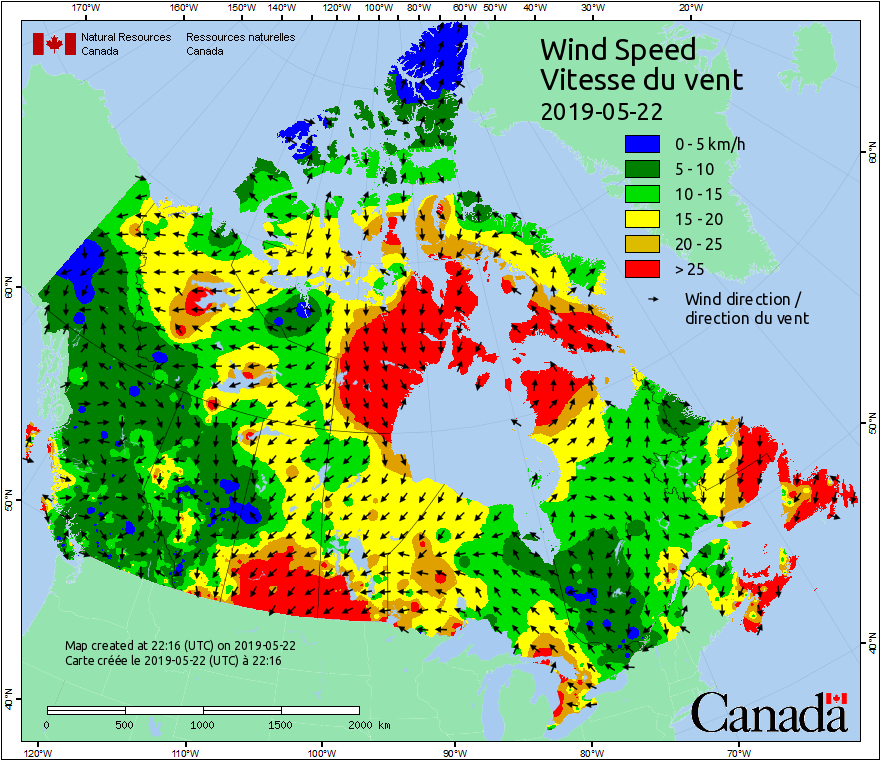 170°W 160°W 150°W 140°W 120°W 100°W 80°W 60°W 50°W 40°W 30°W 20°W
Natural Resources Ressources naturelles
Canada Canada
Wind Speed
Vitesse du vent
2019-05-22
0 - 5 km/h
5 - 10
10 - 15
15 - 20
20 - 25
> 25
Wind direction /
direction du vent
60°N
60°N
50°N
50°N
40°N
40°N
Map created at 22:16 (UTC) on 2019-05-22
Carte créée le 2019-05-22 (UTC) à 22:16
0 500 1000 1500 2000 km
Canada
120°W 110°W 100°W 90°W 80°W 70°W